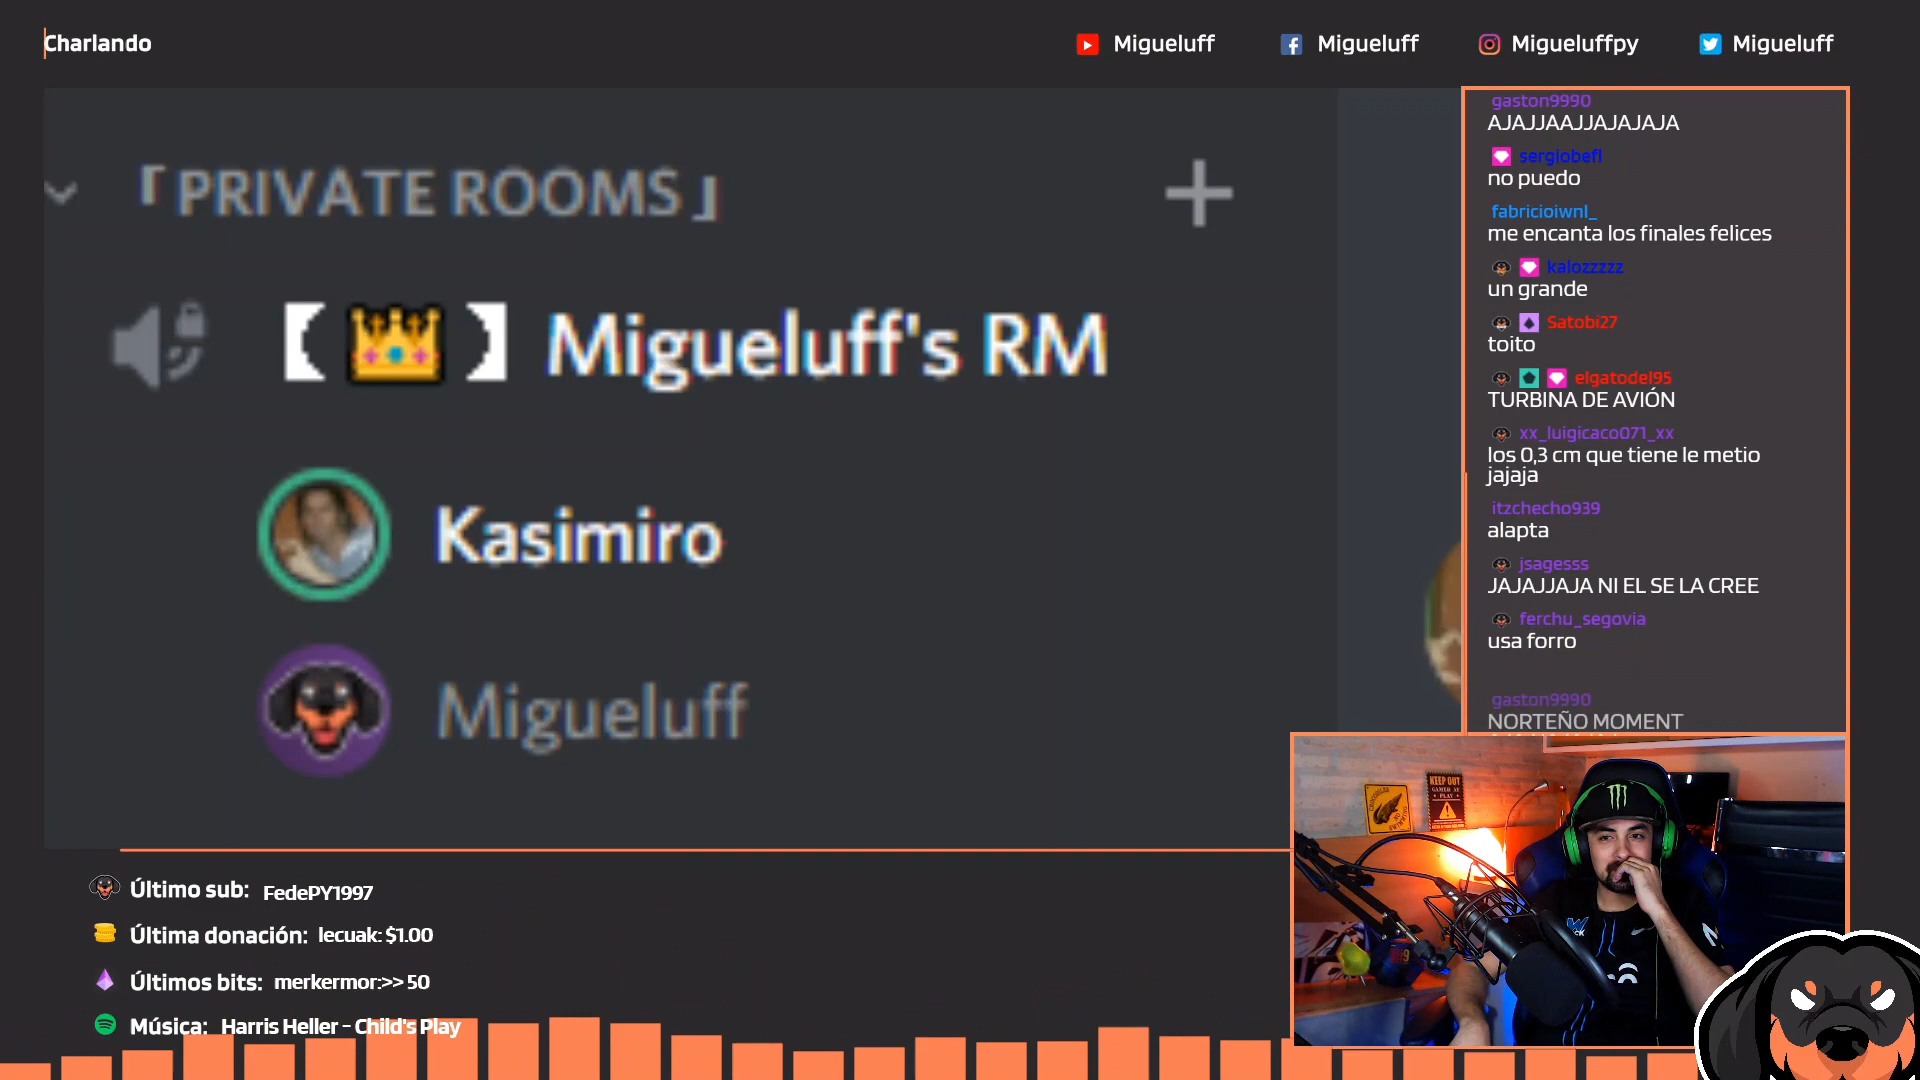 Charlando
Migueluff
Migueluff
Migueluffpy
Migueluff
「 PRIVATE ROOMS 」
【 👑 】 Migueluff's RM
Kasimiro
Migueluff
gaston9990
AJAJJAAJJAJAJAJA
sergiobefl
no puedo
fabricioiwnl_
me encanta los finales felices
kalozzzzz
un grande
Satobi27
toito
elgatodel95
TURBINA DE AVIÓN
xx_luigicaco071_xx
los 0,3 cm que tiene le metio
jajaja
itzchecho939
alapta
jsagesss
JAJAJJAJA NI EL SE LA CREE
ferchu_segovia
usa forro
gaston9990
NORTEÑO MOMENT
KEEP OUT
GAMER AT
PLAY
Último sub: FedePY1997
Última donación: lecuak: $1.00
Últimos bits: merkermor:>> 50
Música: Harris Heller - Child's Play